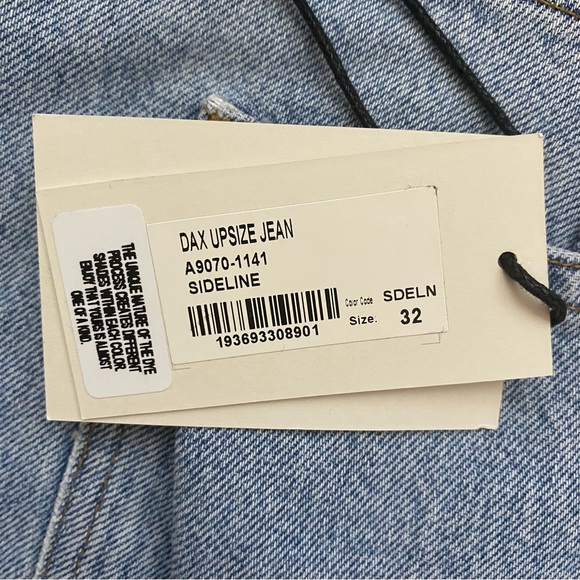 THE UNIQUE NATURE OF THE DYE
PROCESS CREATES DIFFERENT
SHADES WITHIN EACH COLOR.
ENJOY THAT YOURS IS ALMOST
ONE OF A KIND.
DAX UPSIZE JEAN
A9070-1141
SIDELINE
193693308901
Color Code SDELN
Size: 32